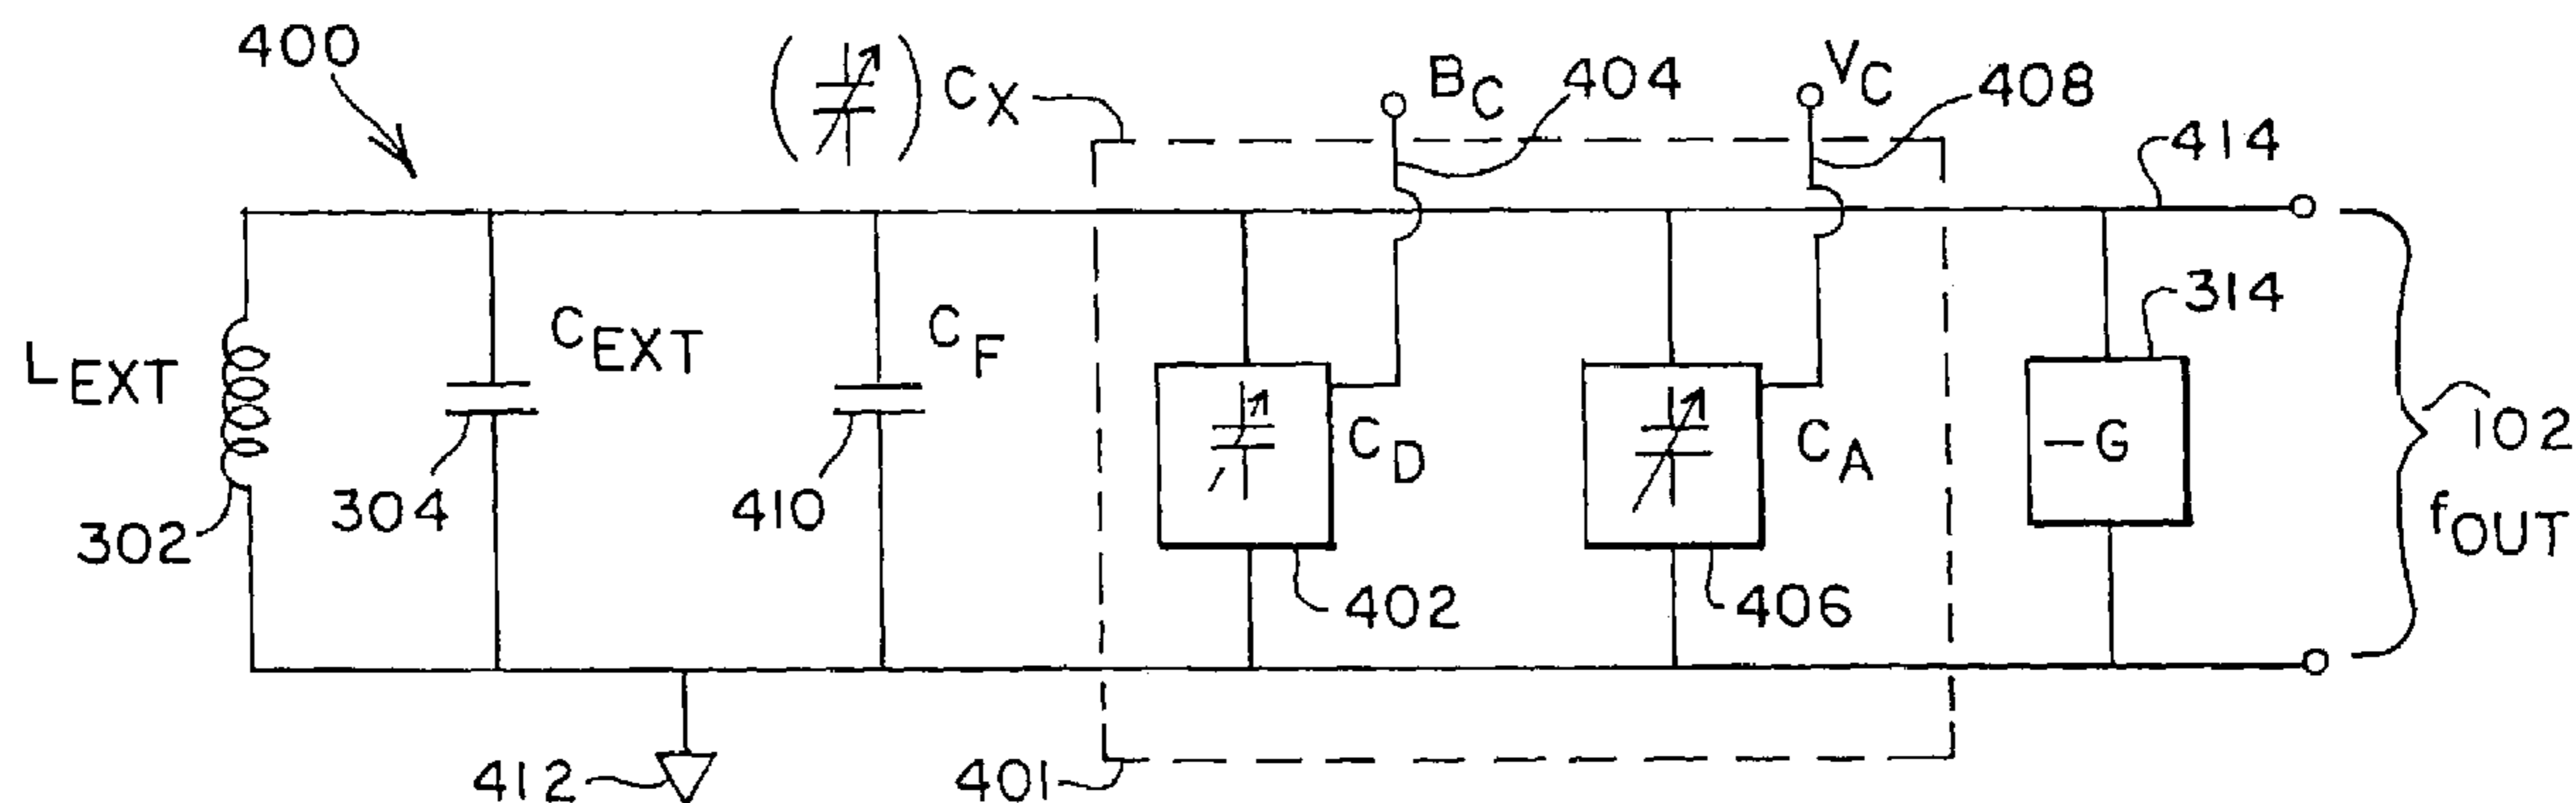 400
C_X
B_C
404
V_C
408
414
314
L_EXT
C_EXT
C_F
C_D
C_A
-G
102
f_OUT
302
304
410
402
406
412
401